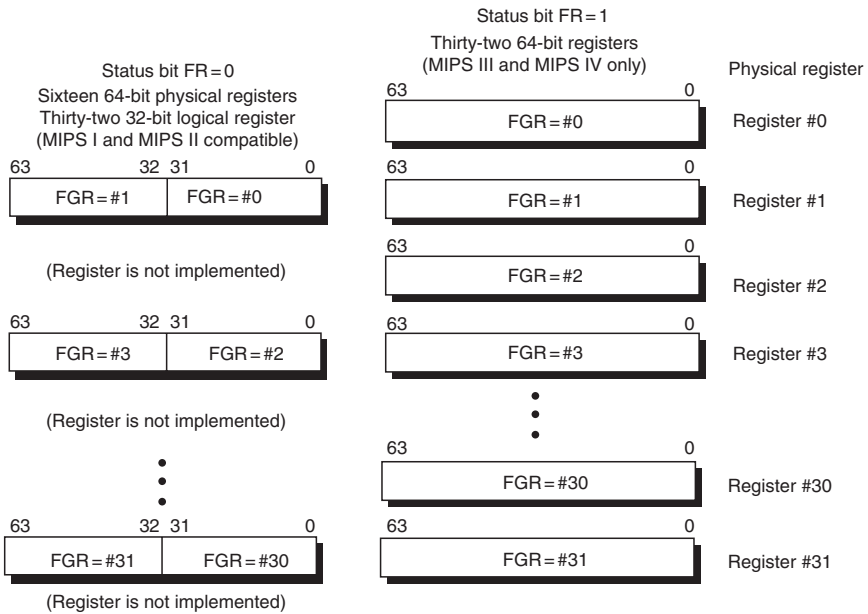 Status bit FR=0
Sixteen 64-bit physical registers
Thirty-two 32-bit logical register
(MIPS I and MIPS II compatible)
63 32 31 0
FGR=#1 FGR=#0
(Register is not implemented)
63 32 31 0
FGR=#3 FGR=#2
(Register is not implemented)
63 32 31 0
FGR=#31 FGR=#30
(Register is not implemented)
Status bit FR=1
Thirty-two 64-bit registers
(MIPS III and MIPS IV only)
63 0
FGR=#0
63 0
FGR=#1
63 0
FGR=#2
63 0
FGR=#3
63 0
FGR=#30
63 0
FGR=#31
Physical register
Register #0
Register #1
Register #2
Register #3
Register #30
Register #31